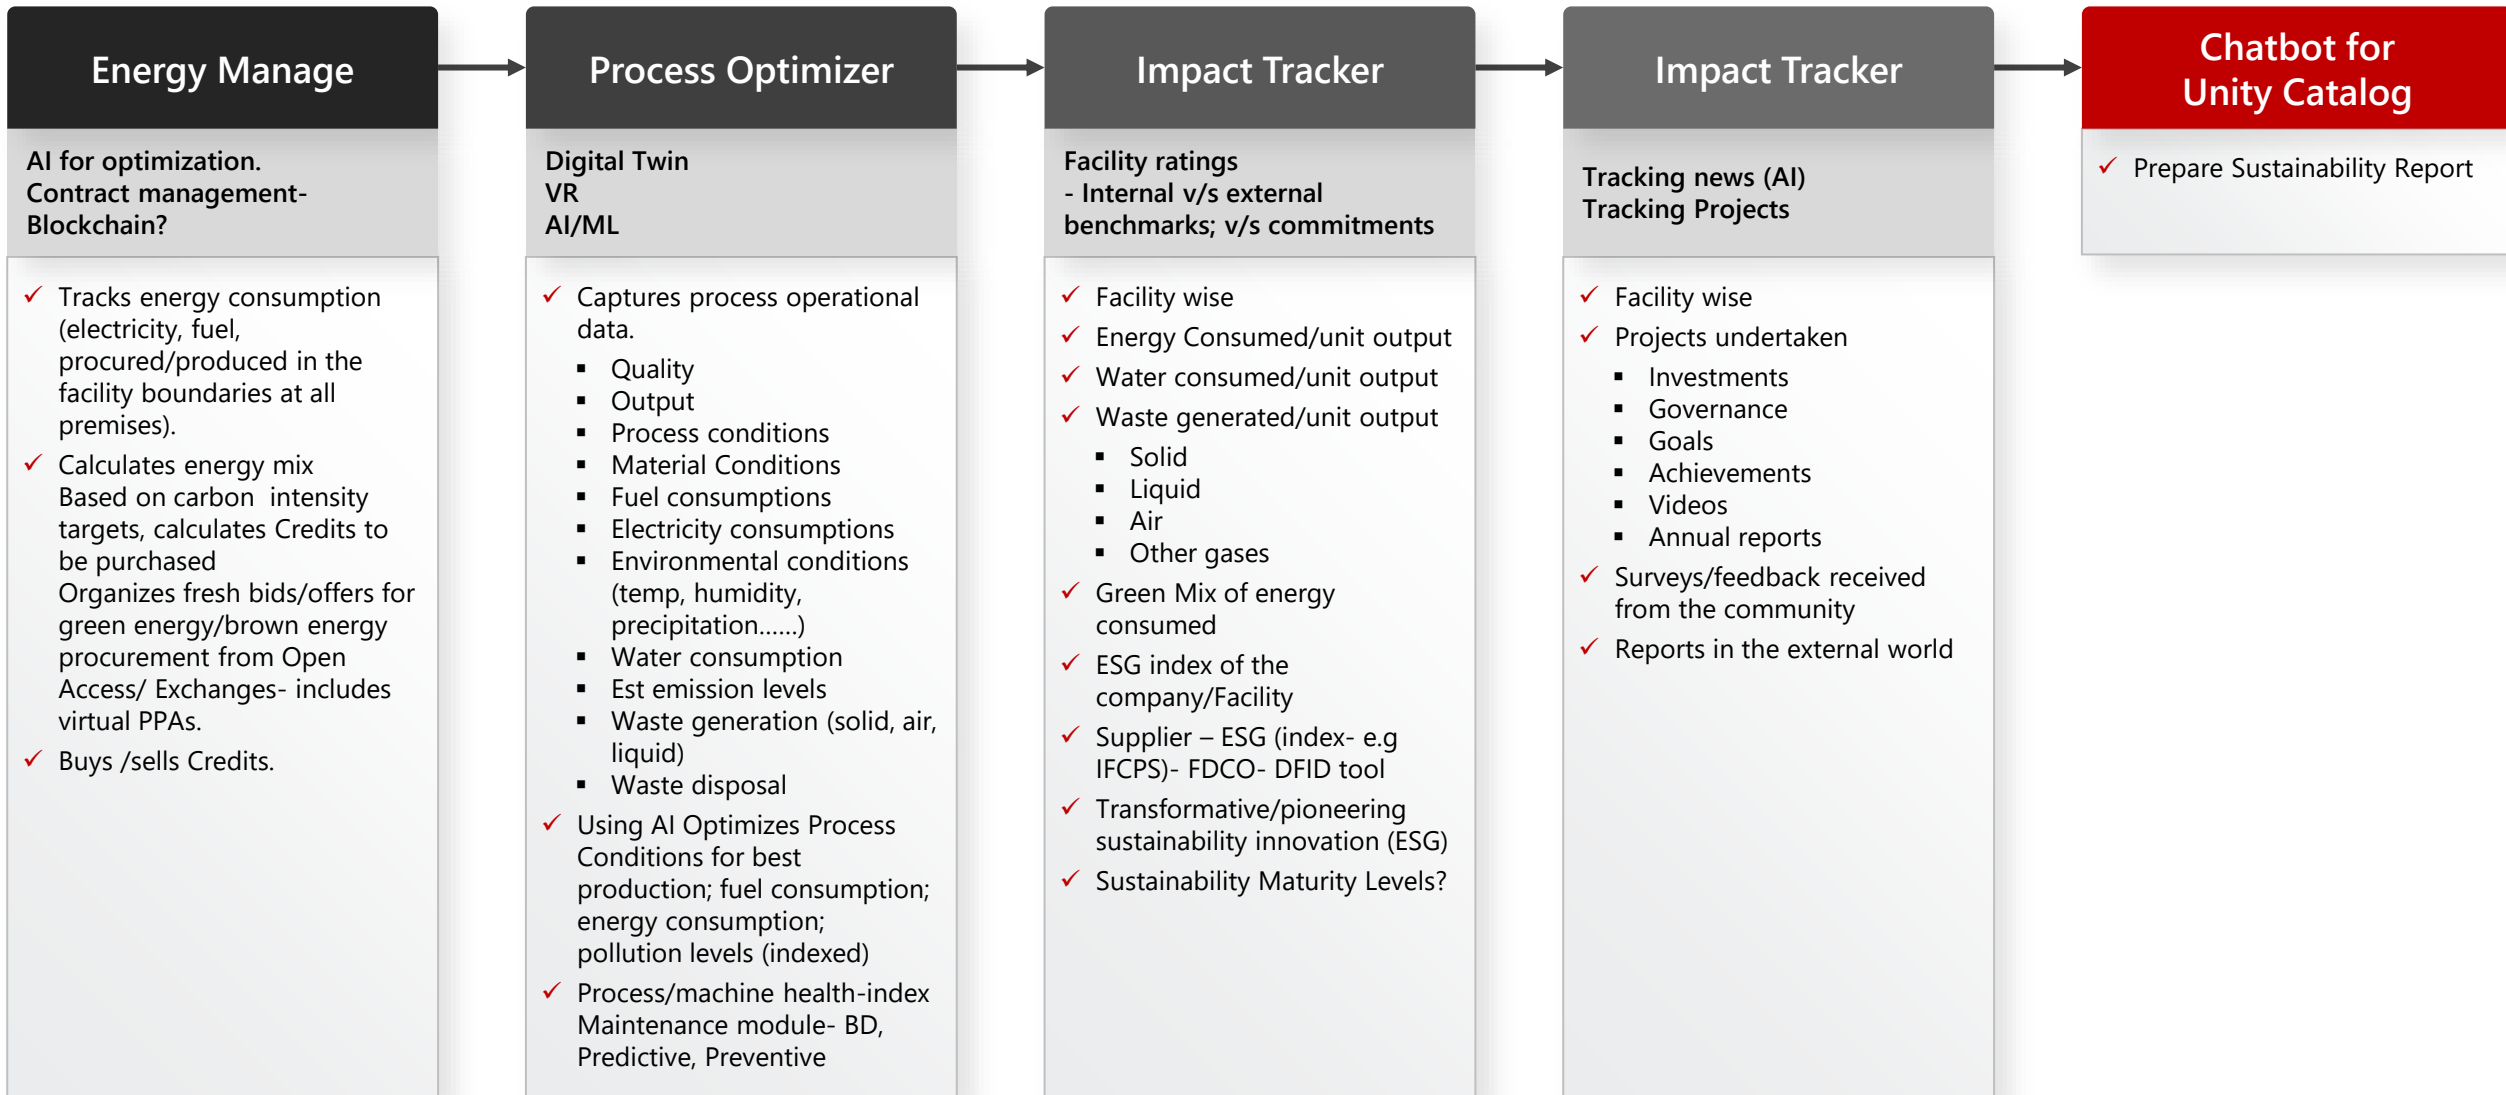 Energy Manage
AI for optimization.
Contract management-
Blockchain?
Tracks energy consumption
(electricity, fuel,
procured/produced in the
facility boundaries at all
premises).
Calculates energy mix
Based on carbon  intensity
targets, calculates Credits to
be purchased
Organizes fresh bids/offers for
green energy/brown energy
procurement from Open
Access/ Exchanges- includes
virtual PPAs.
Buys /sells Credits.
Process Optimizer
Digital Twin
VR
AI/ML
Captures process operational
data.
Quality
Output
Process conditions
Material Conditions
Fuel consumptions
Electricity consumptions
Environmental conditions
(temp, humidity,
precipitation......)
Water consumption
Est emission levels
Waste generation (solid, air,
liquid)
Waste disposal
Using AI Optimizes Process
Conditions for best
production; fuel consumption;
energy consumption;
pollution levels (indexed)
Process/machine health-index
Maintenance module- BD,
Predictive, Preventive
Impact Tracker
Facility ratings
- Internal v/s external
benchmarks; v/s commitments
Facility wise
Energy Consumed/unit output
Water consumed/unit output
Waste generated/unit output
Solid
Liquid
Air
Other gases
Green Mix of energy
consumed
ESG index of the
company/Facility
Supplier – ESG (index- e.g
IFCPS)- FDCO- DFID tool
Transformative/pioneering
sustainability innovation (ESG)
Sustainability Maturity Levels?
Impact Tracker
Tracking news (AI)
Tracking Projects
Facility wise
Projects undertaken
Investments
Governance
Goals
Achievements
Videos
Annual reports
Surveys/feedback received
from the community
Reports in the external world
Chatbot for
Unity Catalog
Prepare Sustainability Report